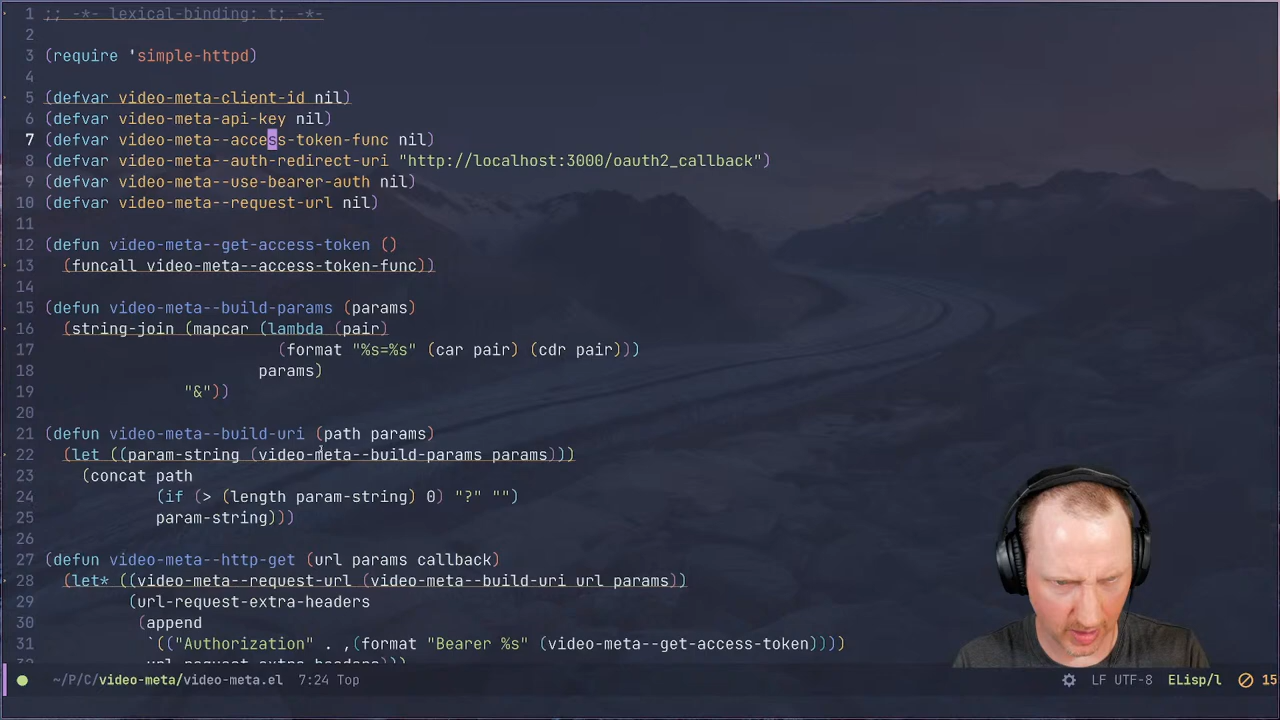 1 ;; -*- lexical-binding: t; -*-
2
3 (require 'simple-httpd)
4
5 (defvar video-meta-client-id nil)
6 (defvar video-meta-api-key nil)
7 (defvar video-meta--access-token-func nil)
8 (defvar video-meta--auth-redirect-uri "http://localhost:3000/oauth2_callback")
9 (defvar video-meta--use-bearer-auth nil)
10 (defvar video-meta--request-url nil)
11
12 (defun video-meta--get-access-token ()
13 (funcall video-meta--access-token-func))
14
15 (defun video-meta--build-params (params)
16 (string-join (mapcar (lambda (pair)
17 (format "%s=%s" (car pair) (cdr pair)))
18 params)
19 "&"))
20
21 (defun video-meta--build-uri (path params)
22 (let ((param-string (video-meta--build-params params)))
23 (concat path
24 (if (> (length param-string) 0) "?" "")
25 param-string)))
26
27 (defun video-meta--http-get (url params callback)
28 (let* ((video-meta--request-url (video-meta--build-uri url params))
29 (url-request-extra-headers
30 (append
31 `(("Authorization" . ,(format "Bearer %s" (video-meta--get-access-token))))
32 url-request-extra-headers)))
~/P/C/video-meta/video-meta.el 7:24 Top LF UTF-8 ELisp/l 15